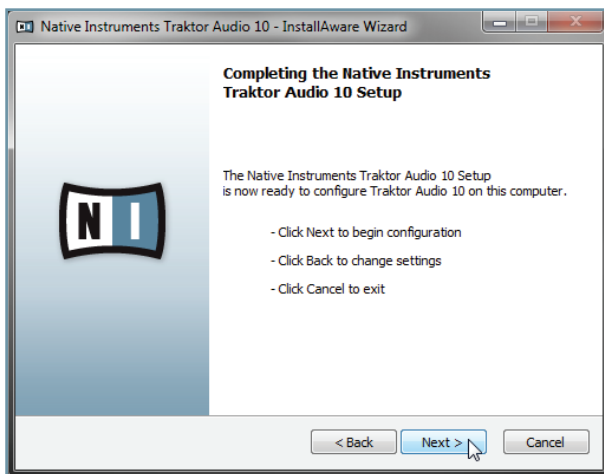 Native Instruments Traktor Audio 10 - InstallAware Wizard
Completing the Native Instruments
Traktor Audio 10 Setup
The Native Instruments Traktor Audio 10 Setup
is now ready to configure Traktor Audio 10 on this computer.
- Click Next to begin configuration
- Click Back to change settings
- Click Cancel to exit
N I
< Back Next > Cancel